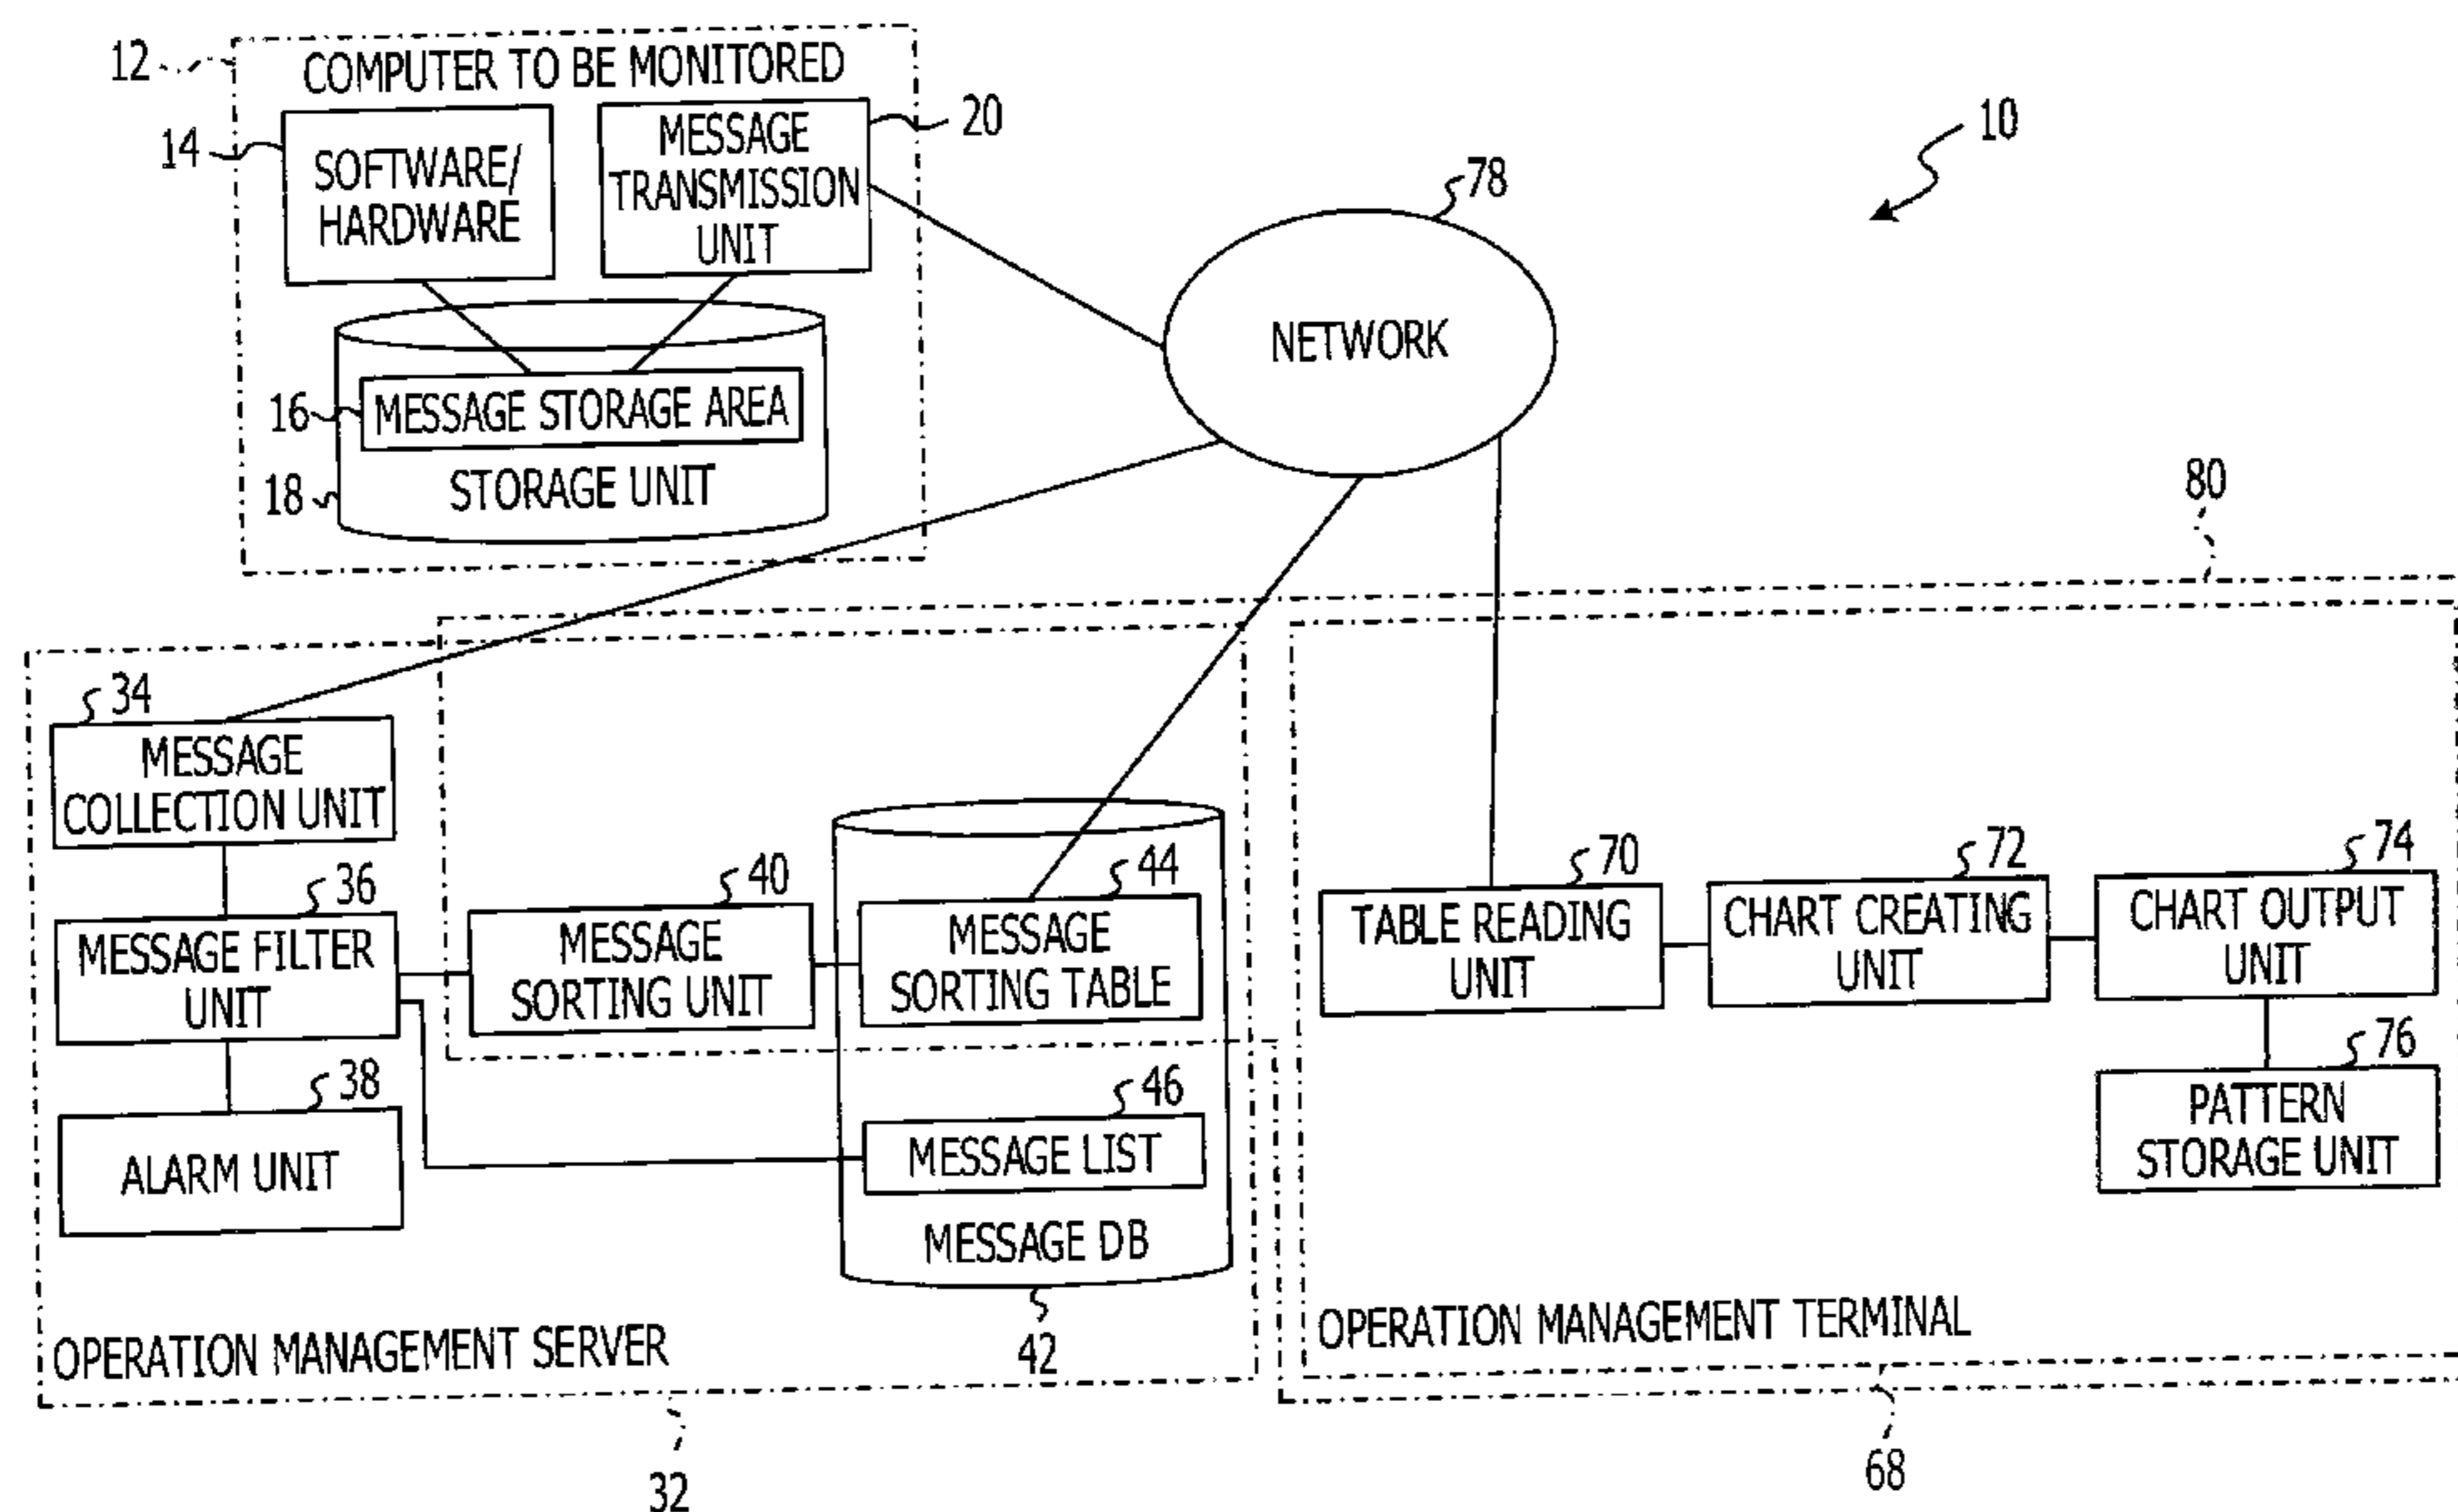 12
COMPUTER TO BE MONITORED
14
SOFTWARE/
HARDWARE
MESSAGE
TRANSMISSION
UNIT
20
16
MESSAGE STORAGE AREA
18
STORAGE UNIT
10
78
NETWORK
80
34
MESSAGE
COLLECTION UNIT
36
MESSAGE FILTER
UNIT
38
ALARM UNIT
40
MESSAGE
SORTING UNIT
44
MESSAGE
SORTING TABLE
46
MESSAGE LIST
MESSAGE DB
42
OPERATION MANAGEMENT SERVER
32
70
TABLE READING
UNIT
72
CHART CREATING
UNIT
74
CHART OUTPUT
UNIT
76
PATTERN
STORAGE UNIT
OPERATION MANAGEMENT TERMINAL
68